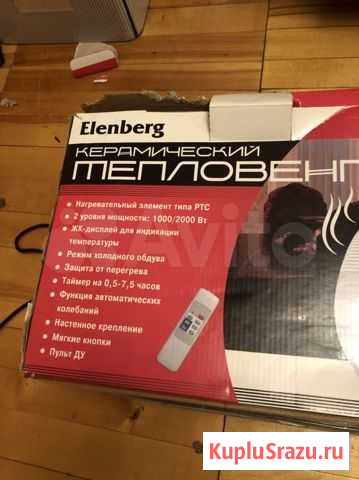 Elenberg
КЕРАМИЧЕСКИЙ
ТЕПЛОВЕНТ
• Нагревательный элемент типа PTC
• 2 уровня мощности: 1000/2000 Вт
• ЖК-дисплей для индикации
температуры
• Режим холодного обдува
• Защита от перегрева
• Таймер на 0,5-7,5 часов
• Функция автоматических
колебаний
• Настенное крепление
• Мягкие кнопки
• Пульт ДУ
Avito
KupluSrazu.ru